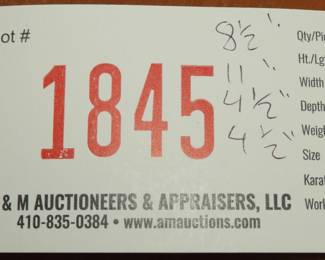 ot #
1845
8½"
11"
4½"
4½"
Qty/Pi
Ht./Lg
Width
Depth
Weig
Size
Kara
Work
& M AUCTIONEERS & APPRAISERS, LLC
410-835-0384 • www.amauctions.com